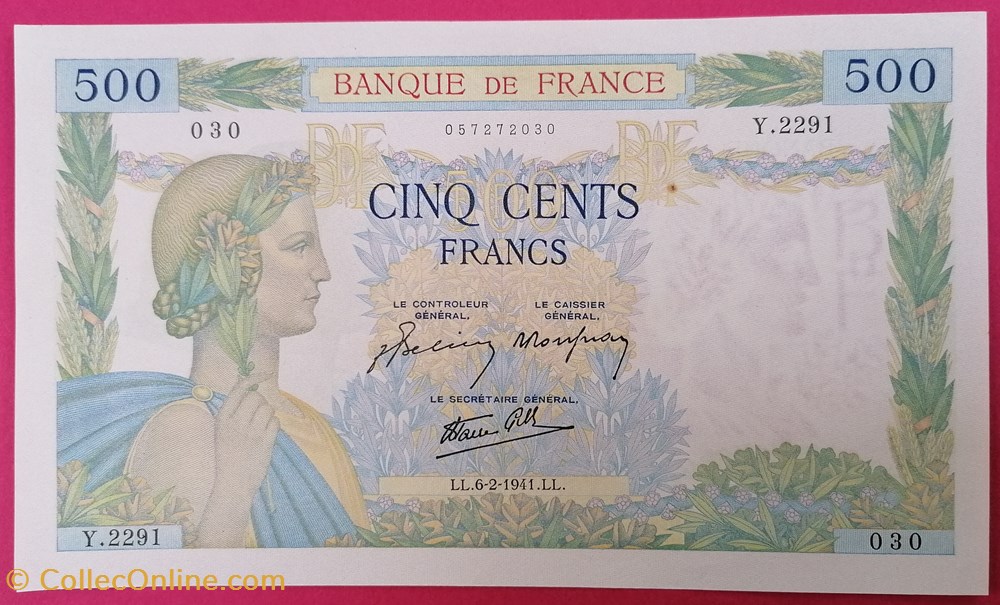 500
BANQUE DE FRANCE
500
030
057272030
Y.2291
CINQ CENTS
FRANCS
LE CONTROLEUR
GÉNÉRAL,
LE CAISSIER
GÉNÉRAL,
LE SECRÉTAIRE GÉNÉRAL,
LL.6-2-1941.LL.
Y.2291
030
© CollecOnline.com